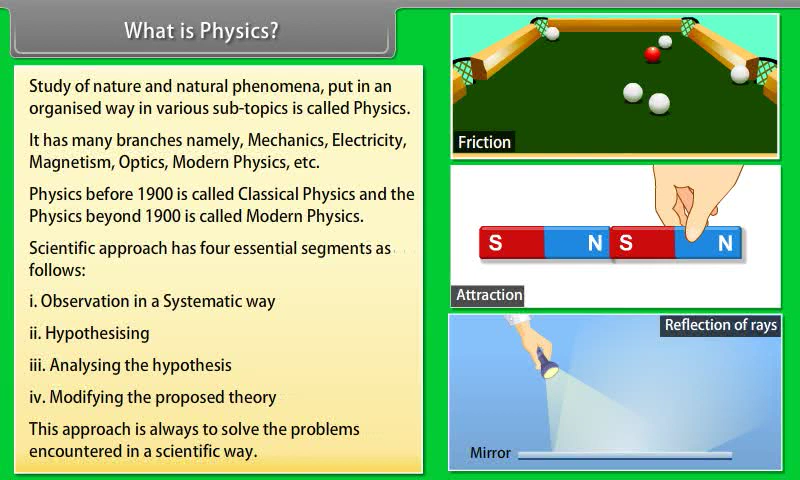 What is Physics?
Study of nature and natural phenomena, put in an
organised way in various sub-topics is called Physics.
It has many branches namely, Mechanics, Electricity,
Magnetism, Optics, Modern Physics, etc.
Physics before 1900 is called Classical Physics and the
Physics beyond 1900 is called Modern Physics.
Scientific approach has four essential segments as
follows:
i. Observation in a Systematic way
ii. Hypothesising
iii. Analysing the hypothesis
iv. Modifying the proposed theory
This approach is always to solve the problems
encountered in a scientific way.
Friction
S N S N
Attraction
Reflection of rays
Mirror